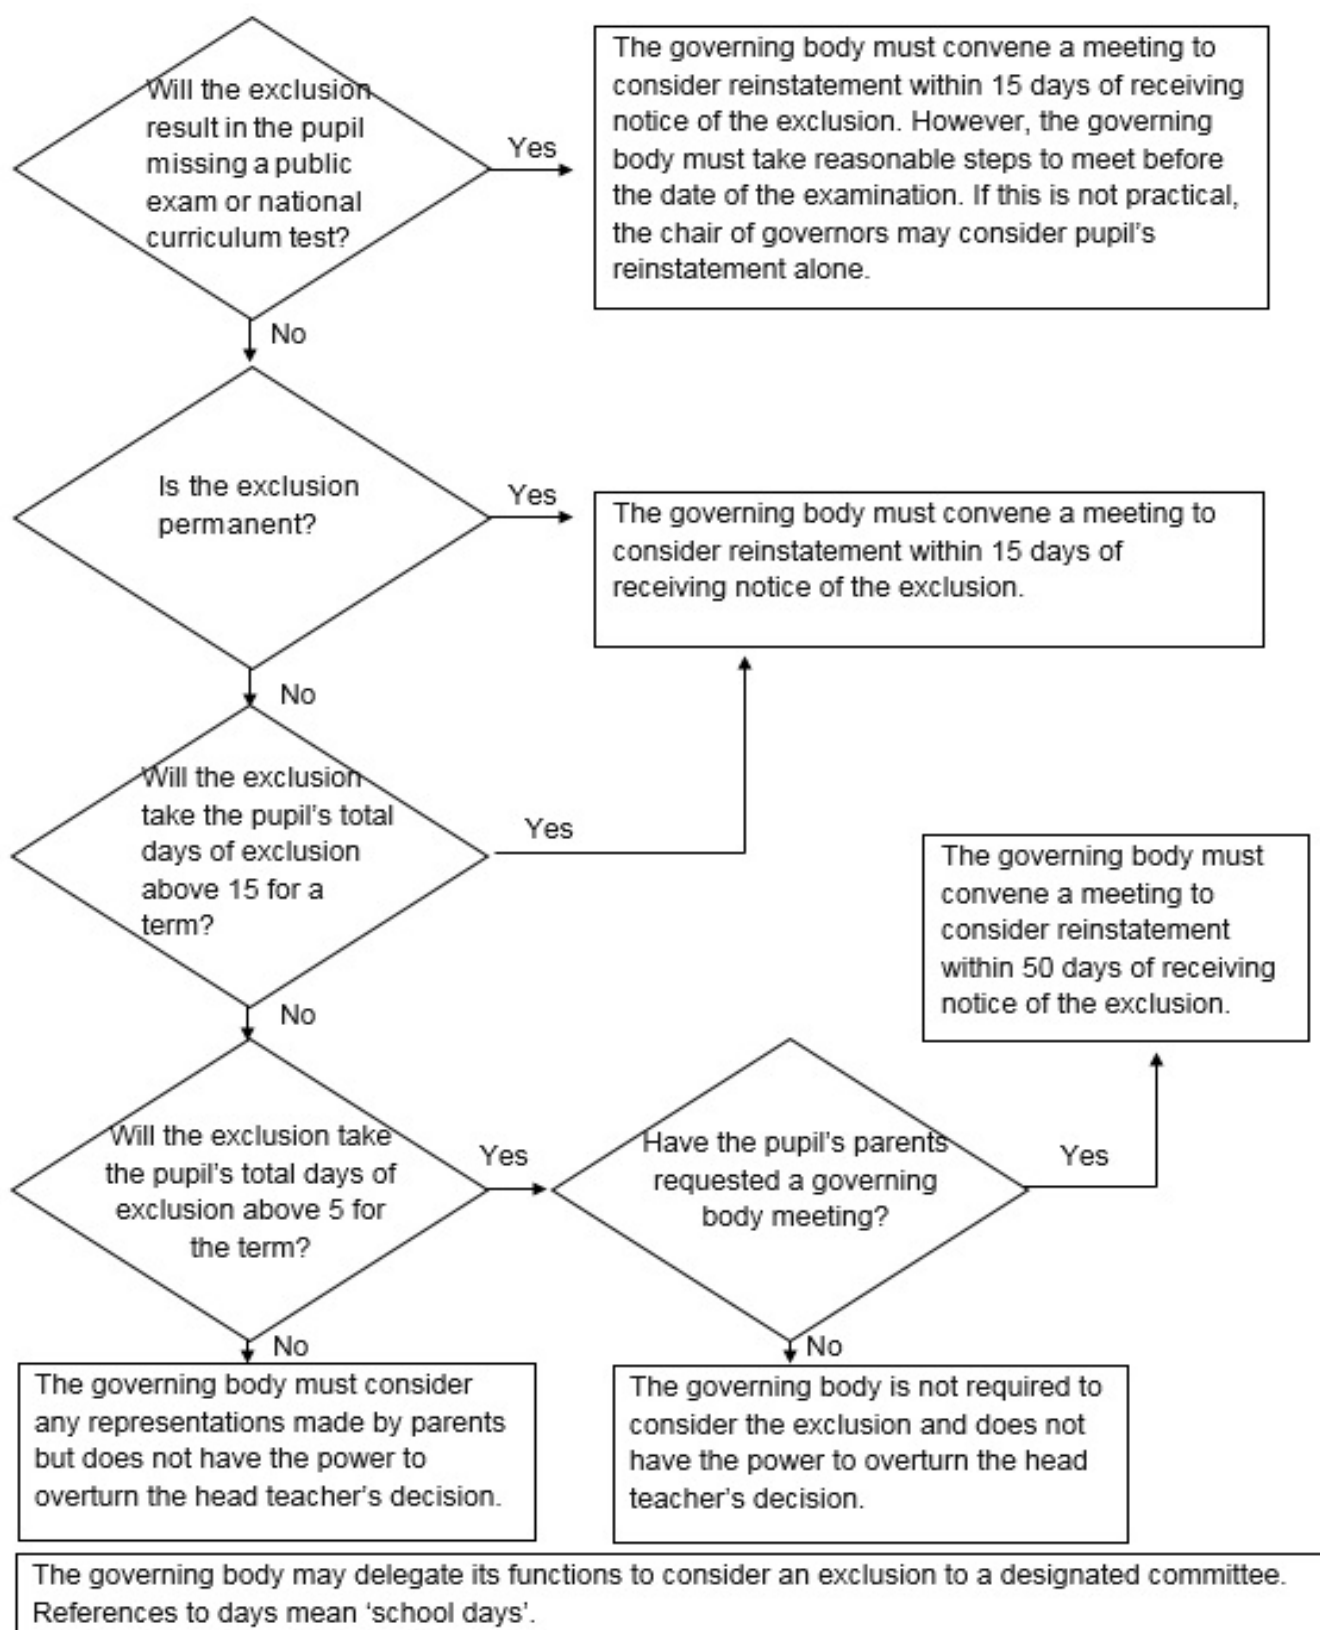 Will the exclusion
result in the pupil
missing a public
exam or national
curriculum test?
Yes
The governing body must convene a meeting to
consider reinstatement within 15 days of receiving
notice of the exclusion. However, the governing
body must take reasonable steps to meet before
the date of the examination. If this is not practical,
the chair of governors may consider pupil's
reinstatement alone.
No
Is the exclusion
permanent?
Yes
The governing body must convene a meeting to
consider reinstatement within 15 days of
receiving notice of the exclusion.
No
Will the exclusion
take the pupil's total
days of exclusion
above 15 for a
term?
Yes
The governing body must
convene a meeting to
consider reinstatement
within 50 days of receiving
notice of the exclusion.
No
Will the exclusion take
the pupil's total days of
exclusion above 5 for
the term?
Yes
Have the pupil's parents
requested a governing
body meeting?
Yes
No
The governing body must consider
any representations made by parents
but does not have the power to
overturn the head teacher's decision.
No
The governing body is not required to
consider the exclusion and does not
have the power to overturn the head
teacher's decision.
The governing body may delegate its functions to consider an exclusion to a designated committee.
References to days mean ‘school days’.